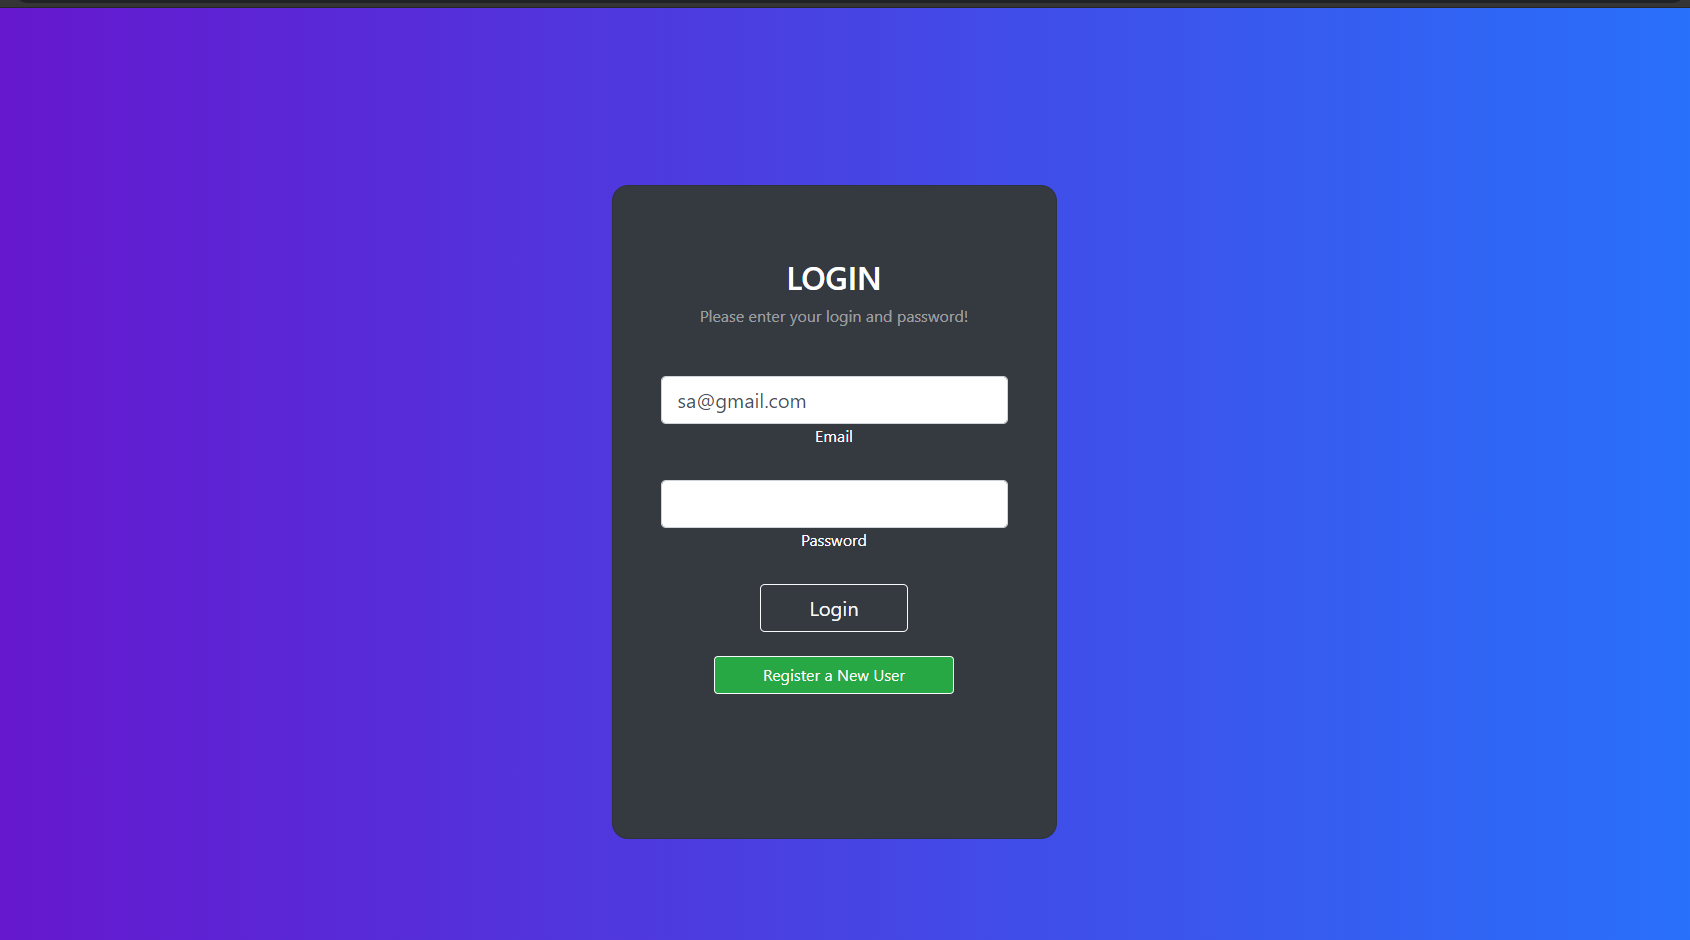 LOGIN
Please enter your login and password!
sa@gmail.com
Email
Password
Login
Register a New User